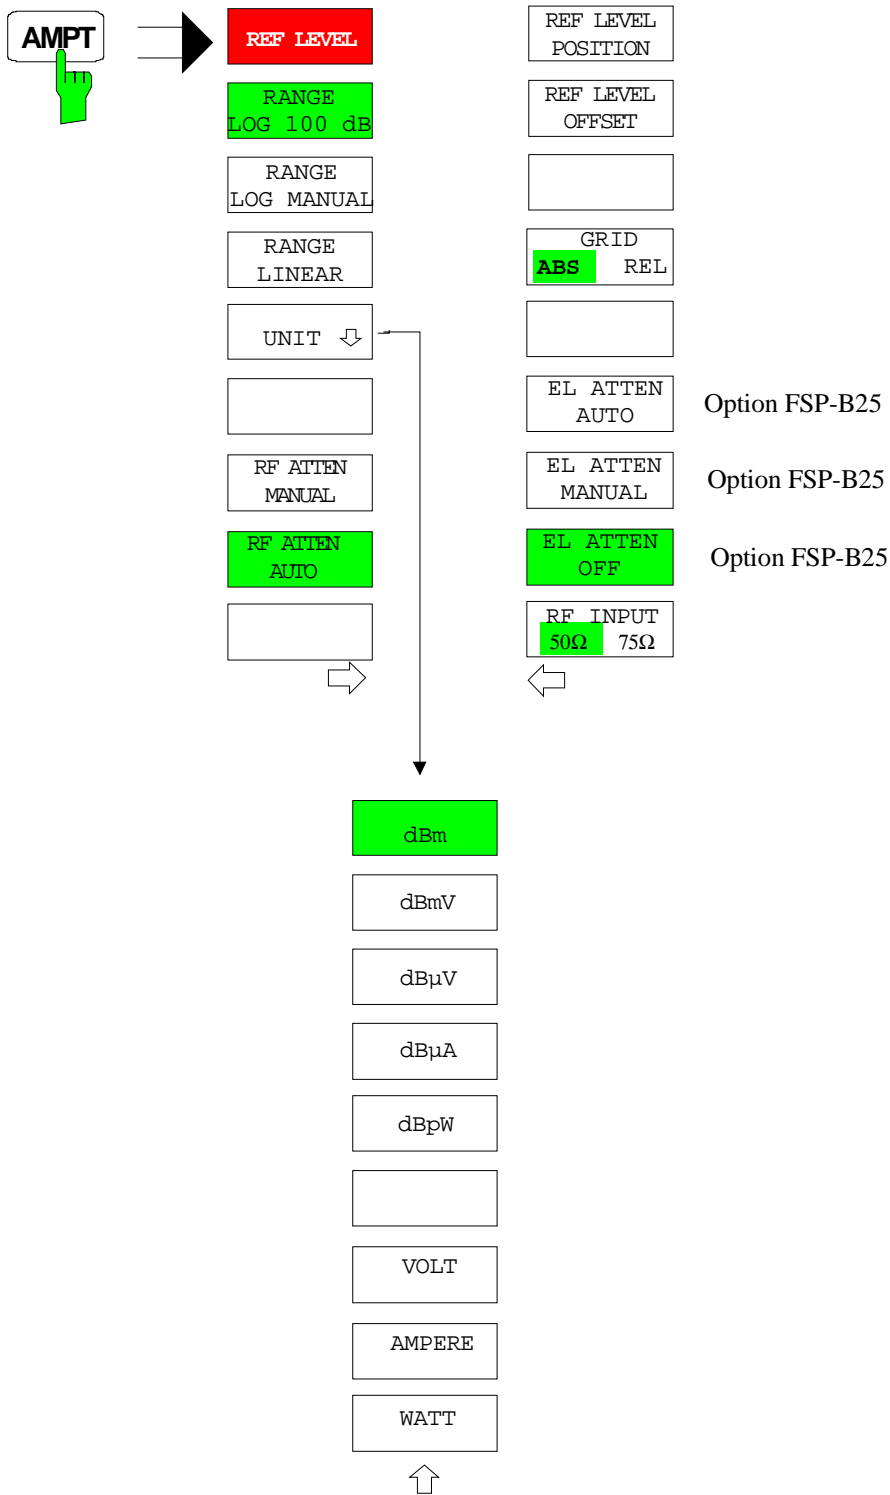 AMPT
REF LEVEL
RANGE
LOG 100 dB
RANGE
LOG MANUAL
RANGE
LINEAR
UNIT
RF ATTEN
MANUAL
RF ATTEN
AUTO
REF LEVEL
POSITION
REF LEVEL
OFFSET
GRID
ABS REL
EL ATTEN
AUTO
Option FSP-B25
EL ATTEN
MANUAL
Option FSP-B25
EL ATTEN
OFF
Option FSP-B25
RF INPUT
50Ω 75Ω
dBm
dBmV
dBµV
dBµA
dBpW
VOLT
AMPERE
WATT